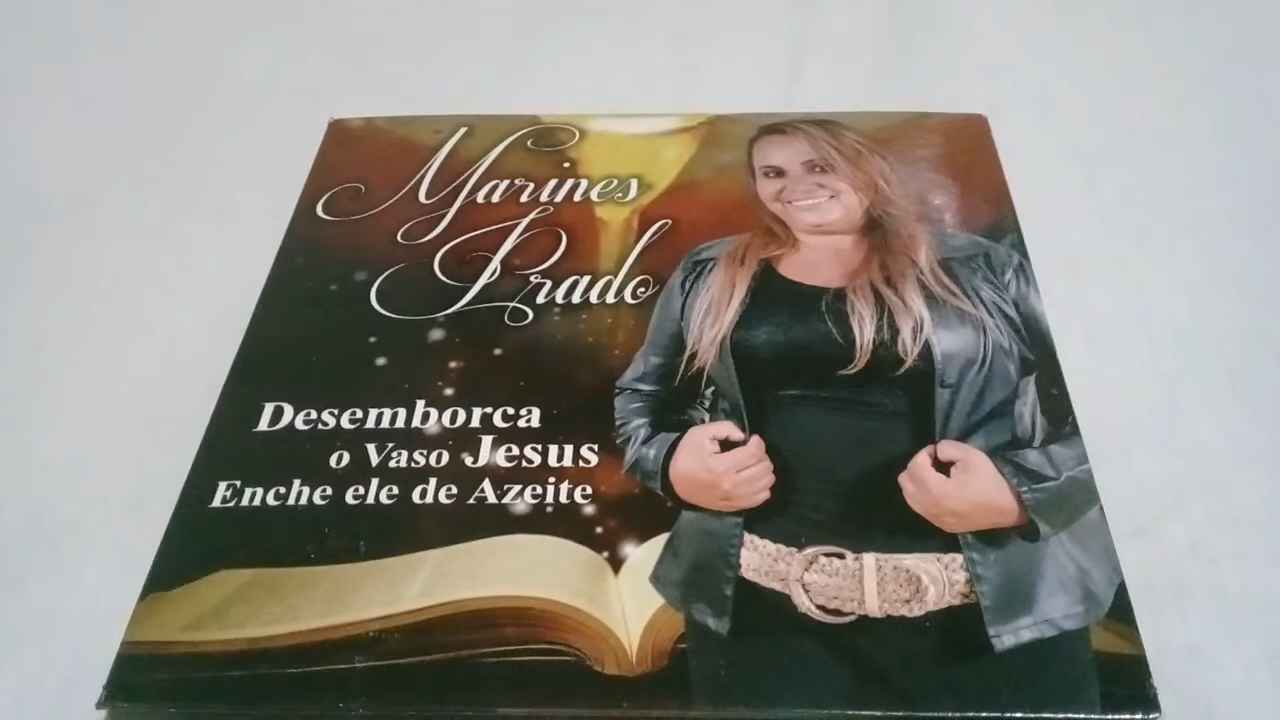 Marines
Prado
Desemborca
o Vaso Jesus
Enche ele de Azeite